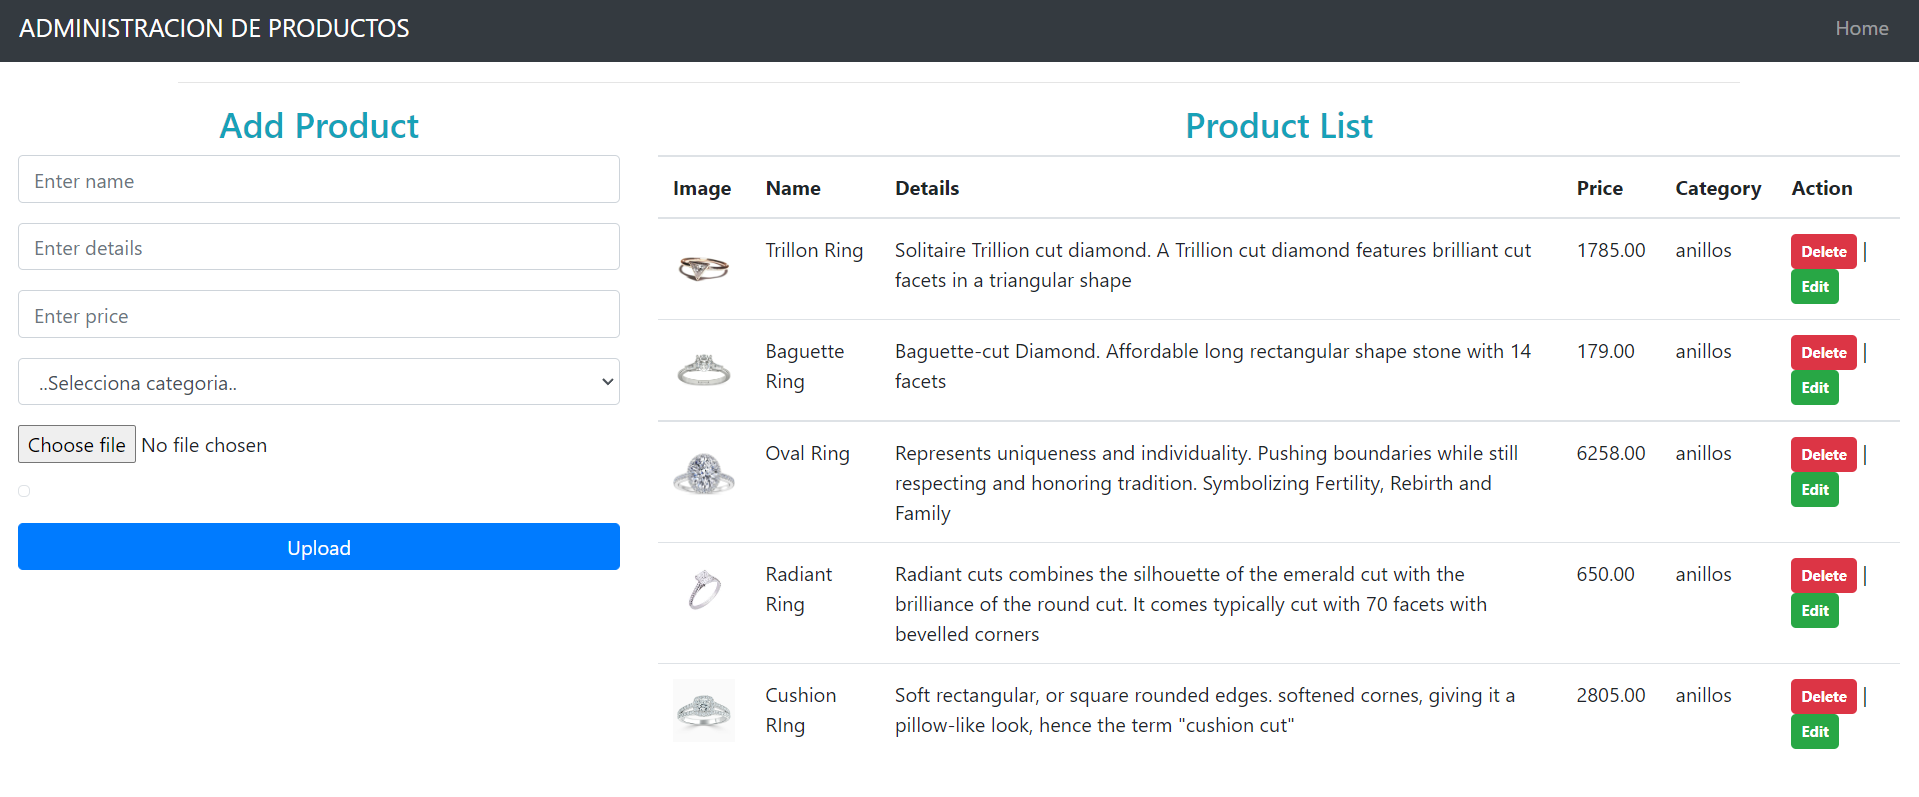 ADMINISTRACION DE PRODUCTOS
Home
Add Product
Enter name
Enter details
Enter price
..Selecciona categoria..
Choose file No file chosen
Upload
Product List
Image Name Details Price Category Action
Trillon Ring Solitaire Trillion cut diamond. A Trillion cut diamond features brilliant cut 1785.00 anillos Delete |
facets in a triangular shape Edit
Baguette Baguette-cut Diamond. Affordable long rectangular shape stone with 14 179.00 anillos Delete |
Ring facets Edit
Oval Ring Represents uniqueness and individuality. Pushing boundaries while still 6258.00 anillos Delete |
respecting and honoring tradition. Symbolizing Fertility, Rebirth and Edit
Family
Radiant Radiant cuts combines the silhouette of the emerald cut with the 650.00 anillos Delete |
Ring brilliance of the round cut. It comes typically cut with 70 facets with Edit
bevelled corners
Cushion Soft rectangular, or square rounded edges. softened cornes, giving it a 2805.00 anillos Delete |
RIng pillow-like look, hence the term "cushion cut" Edit